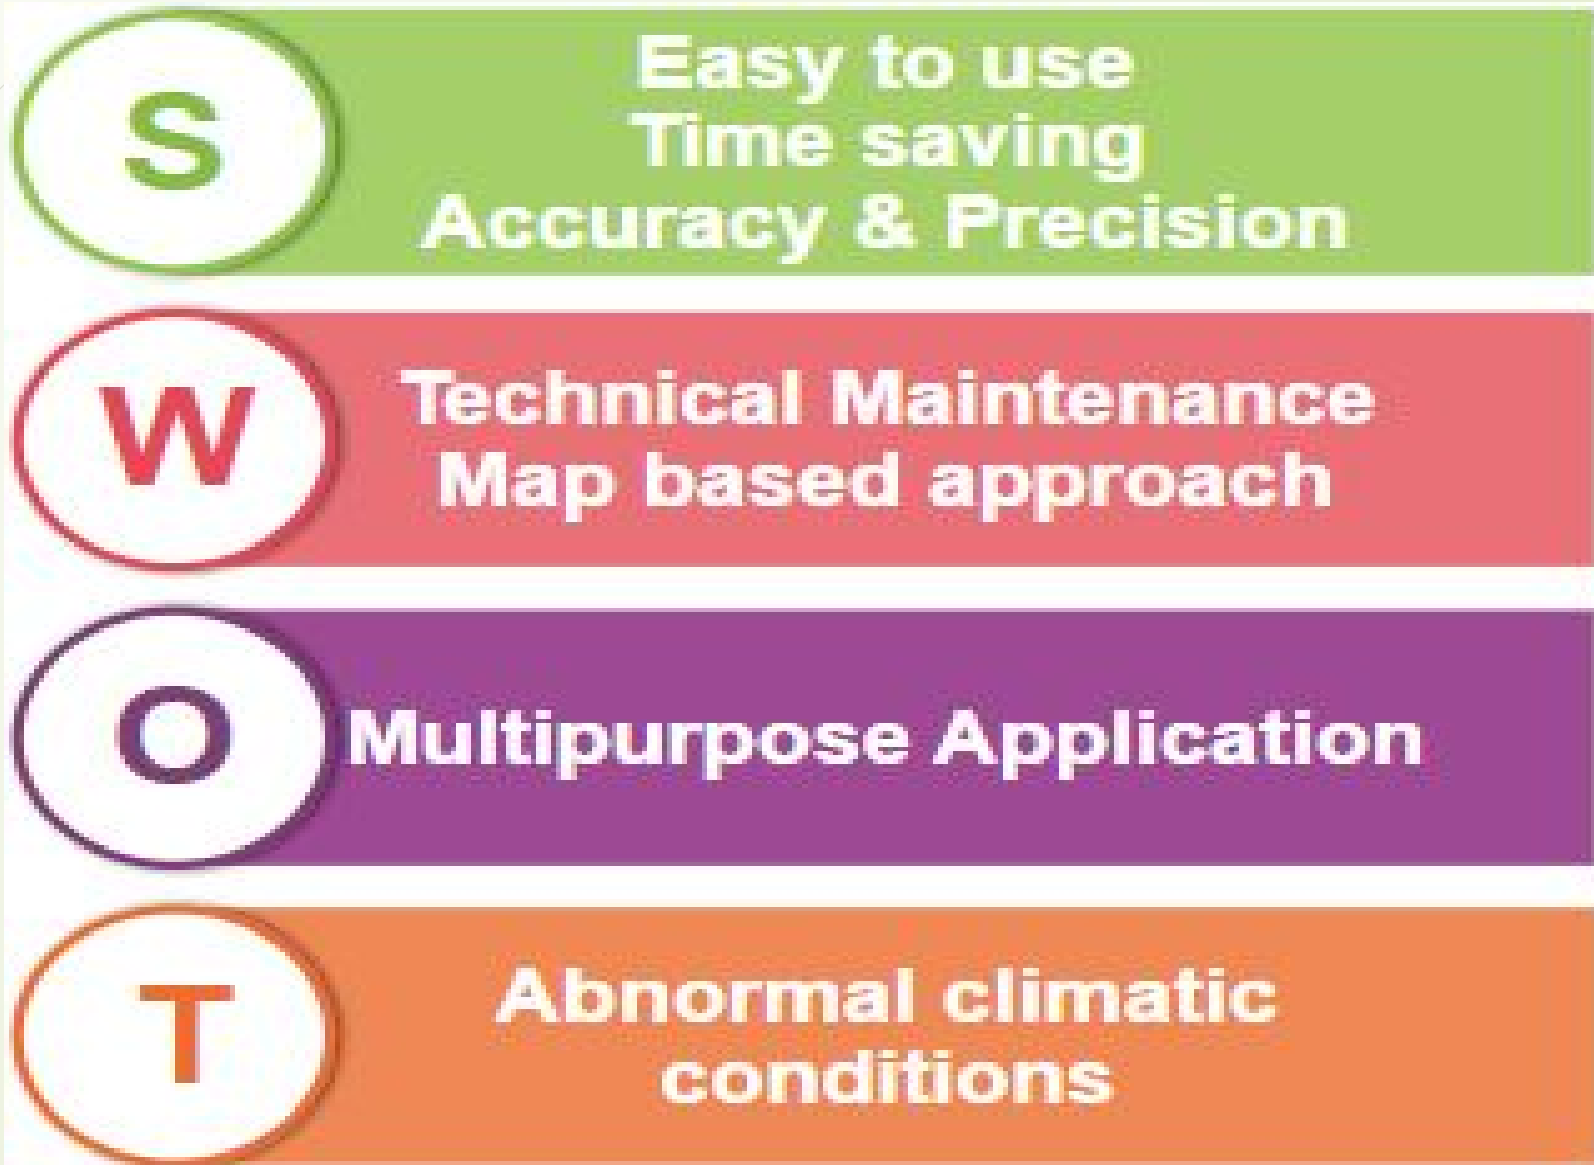 S
Easy to use
Time saving
Accuracy & Precision
W
Technical Maintenance
Map based approach
O
Multipurpose Application
T
Abnormal climatic
conditions